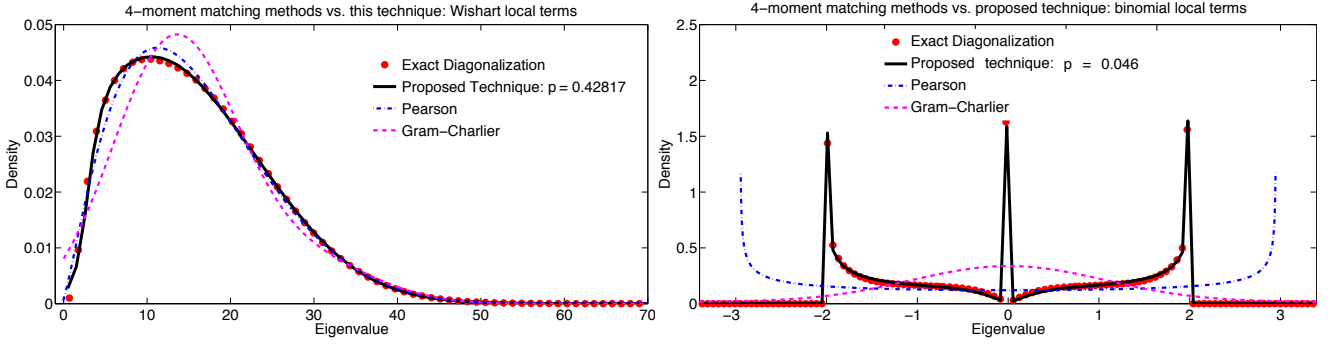 4−moment matching methods vs. this technique: Wishart local terms
0.05
0.04
0.03
0.02
0.01
0
Density
Exact Diagonalization
Proposed Technique: p = 0.42817
Pearson
Gram−Charlier
0 10 20 30 40 50 60 70
Eigenvalue
4−moment matching methods vs. proposed technique: binomial local terms
2.5
2
1.5
1
0.5
0
Density
Exact Diagonalization
Proposed technique: p = 0.046
Pearson
Gram−Charlier
−3 −2 -1 0 1 2 3
Eigenvalue